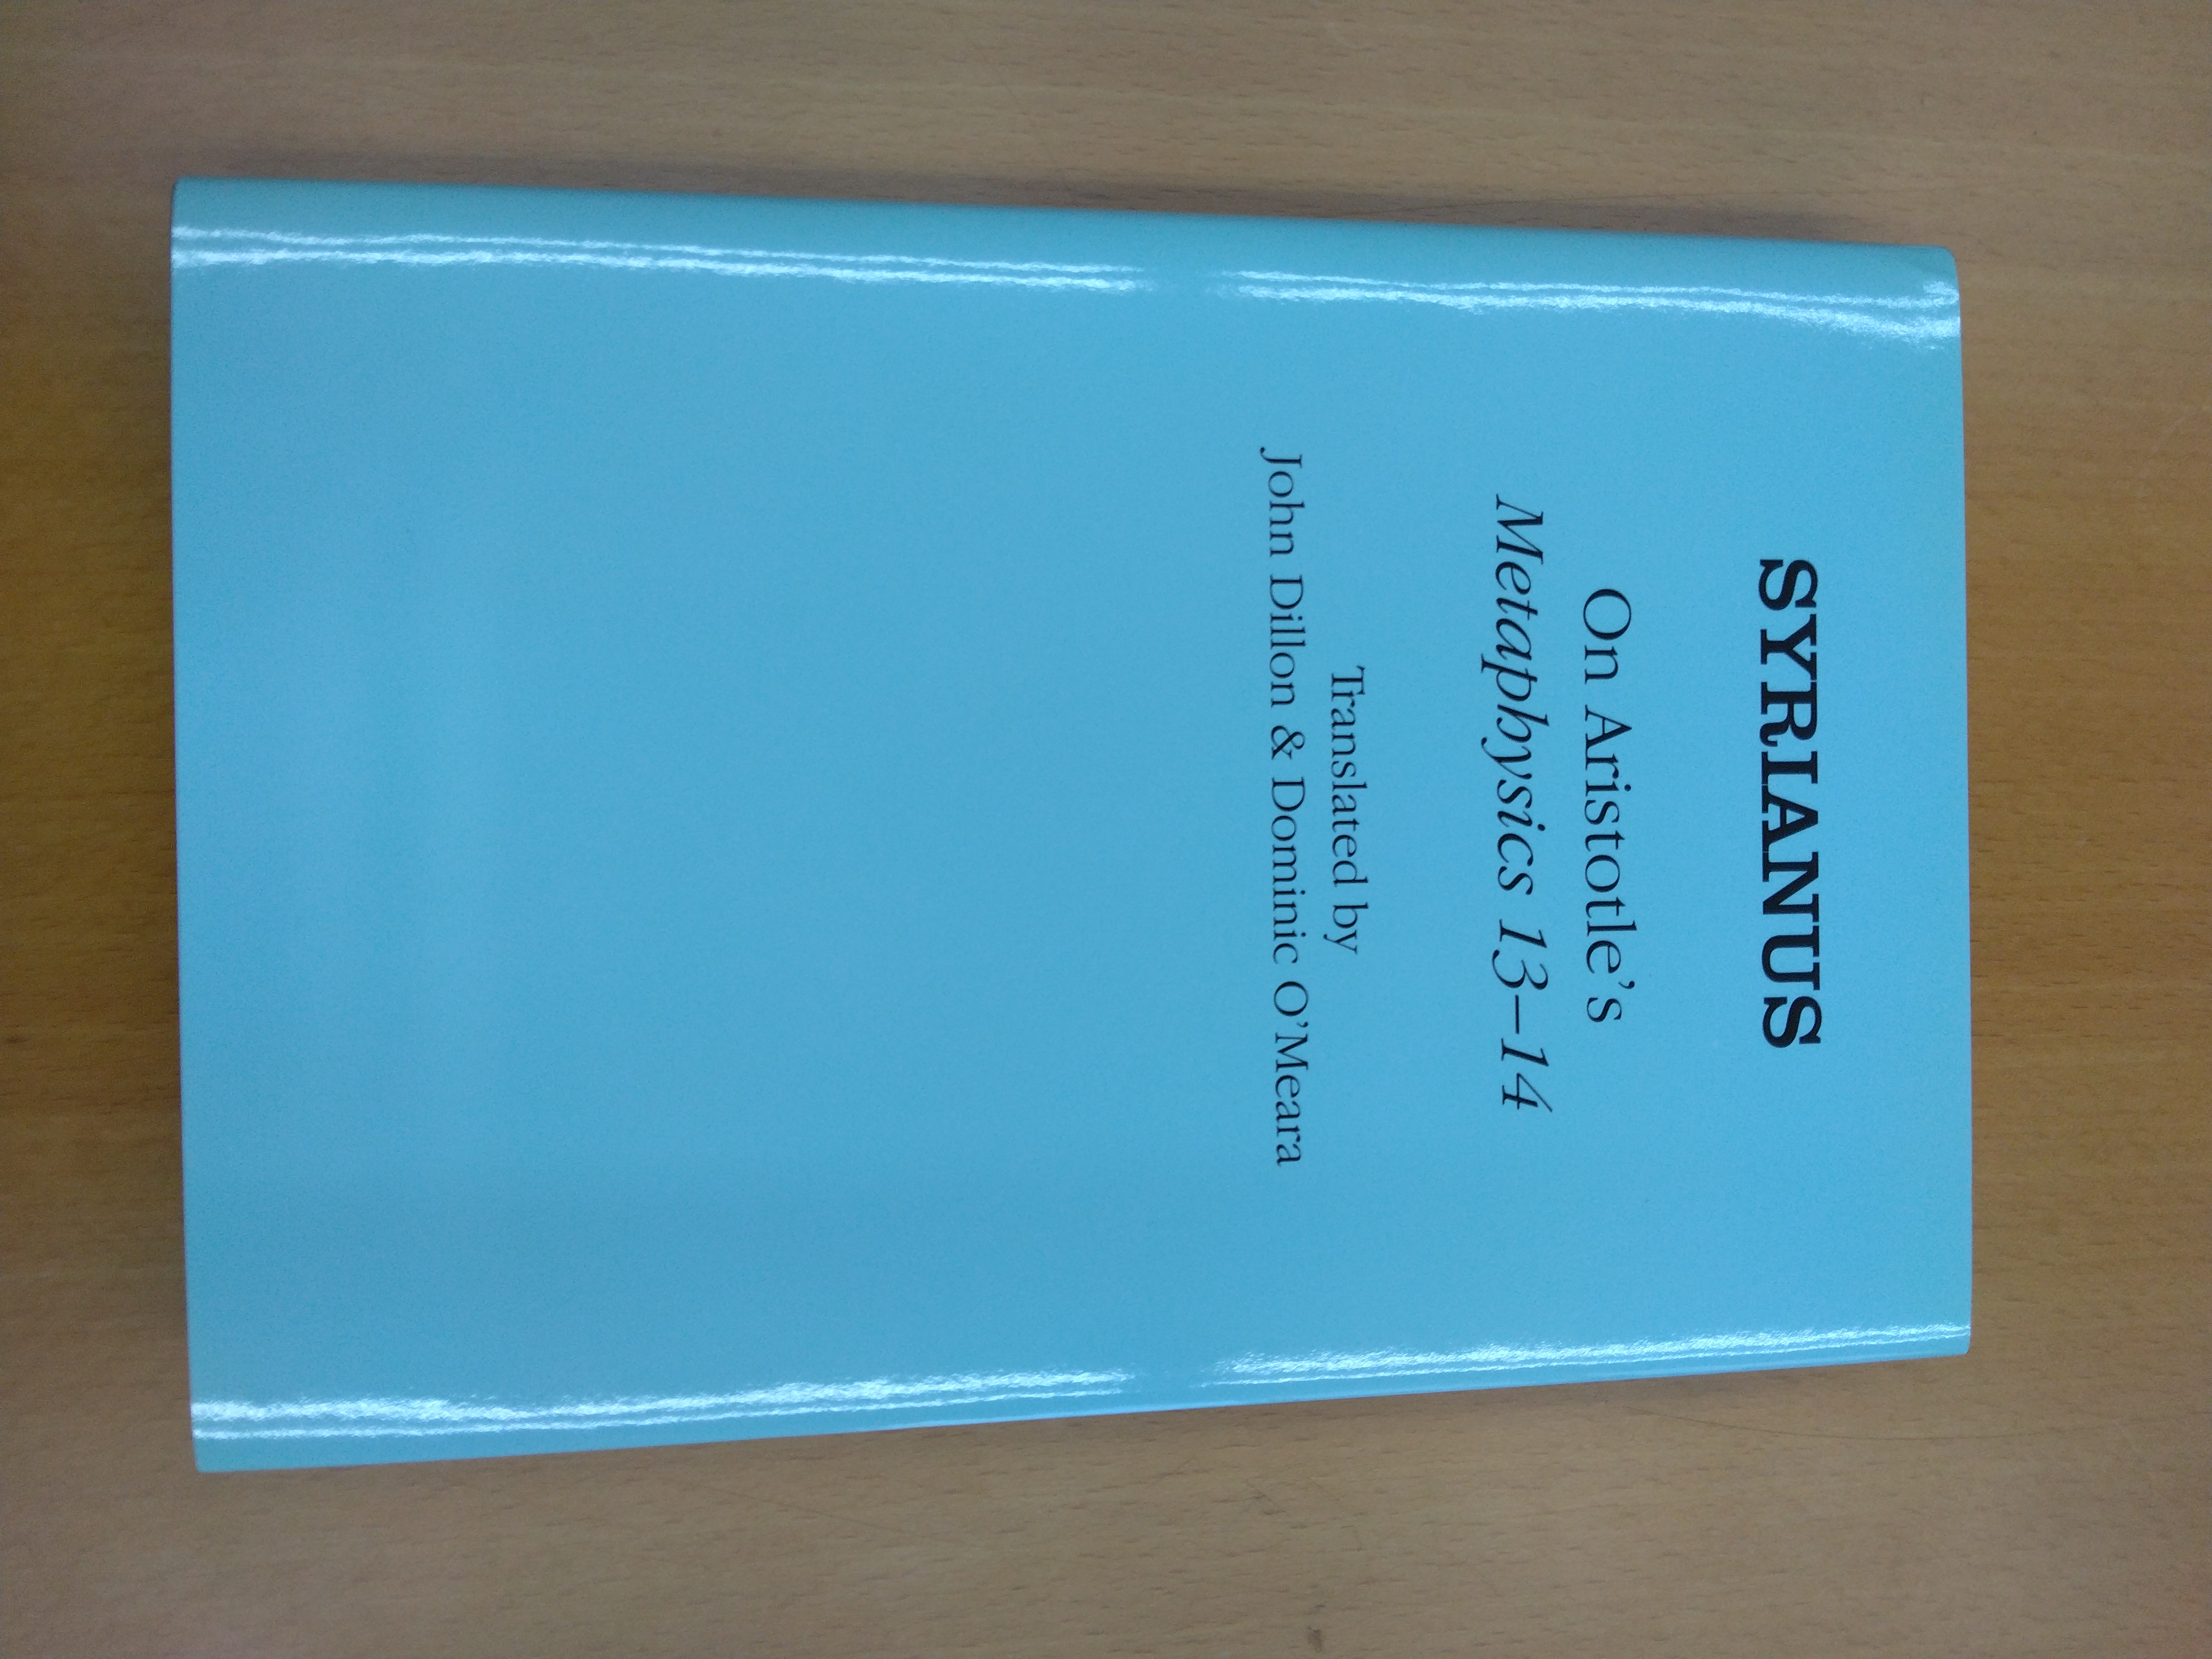 SYRIANUS
On Aristotle's
Metaphysics 13–14
Translated by
John Dillon & Dominic O'Meara